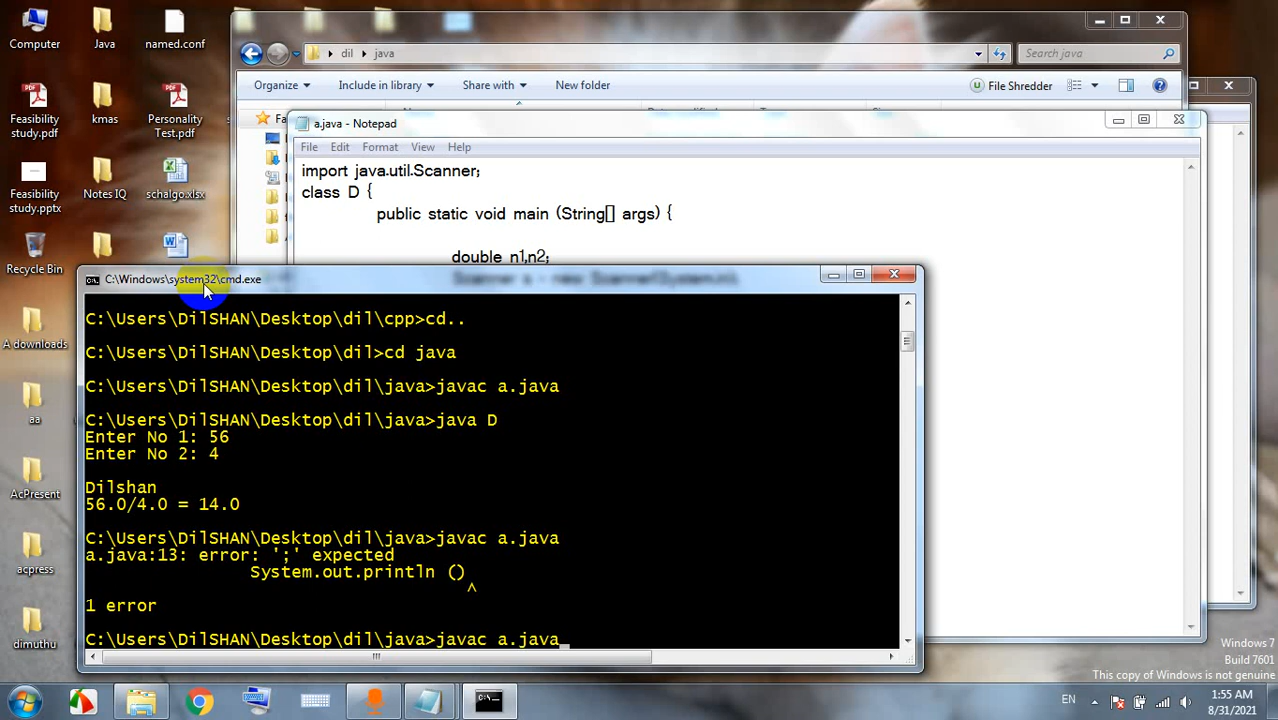 Computer
Java
named.conf
Feasibility
study.pdf
kmas
Personality
Test.pdf
Feasibility
study.pptx
Notes IQ
schalgo.xlsx
Recycle Bin
A downloads
aa
AcPresent
acpress
dimuthu
dil
java
Search java
Organize
Include in library
Share with
New folder
File Shredder
Fa
a.java - Notepad
File Edit Format View Help
import java.util.Scanner;
class D {
public static void main (String[] args) {
double n1,n2;
Scanner s = new Scanner(System.in);
C:\Windows\system32\cmd.exe
C:\Users\DilSHAN\Desktop\dil\cpp>cd..
C:\Users\DilSHAN\Desktop\dil>cd java
C:\Users\DilSHAN\Desktop\dil\java>javac a.java
C:\Users\DilSHAN\Desktop\dil\java>java D
Enter No 1: 56
Enter No 2: 4
Dilshan
56.0/4.0 = 14.0
C:\Users\DilSHAN\Desktop\dil\java>javac a.java
a.java:13: error: ';' expected
System.out.println ()
^
1 error
C:\Users\DilSHAN\Desktop\dil\java>javac a.java_
Windows 7
Build 7601
This copy of Windows is not genuine
EN
1:55 AM
8/31/2021